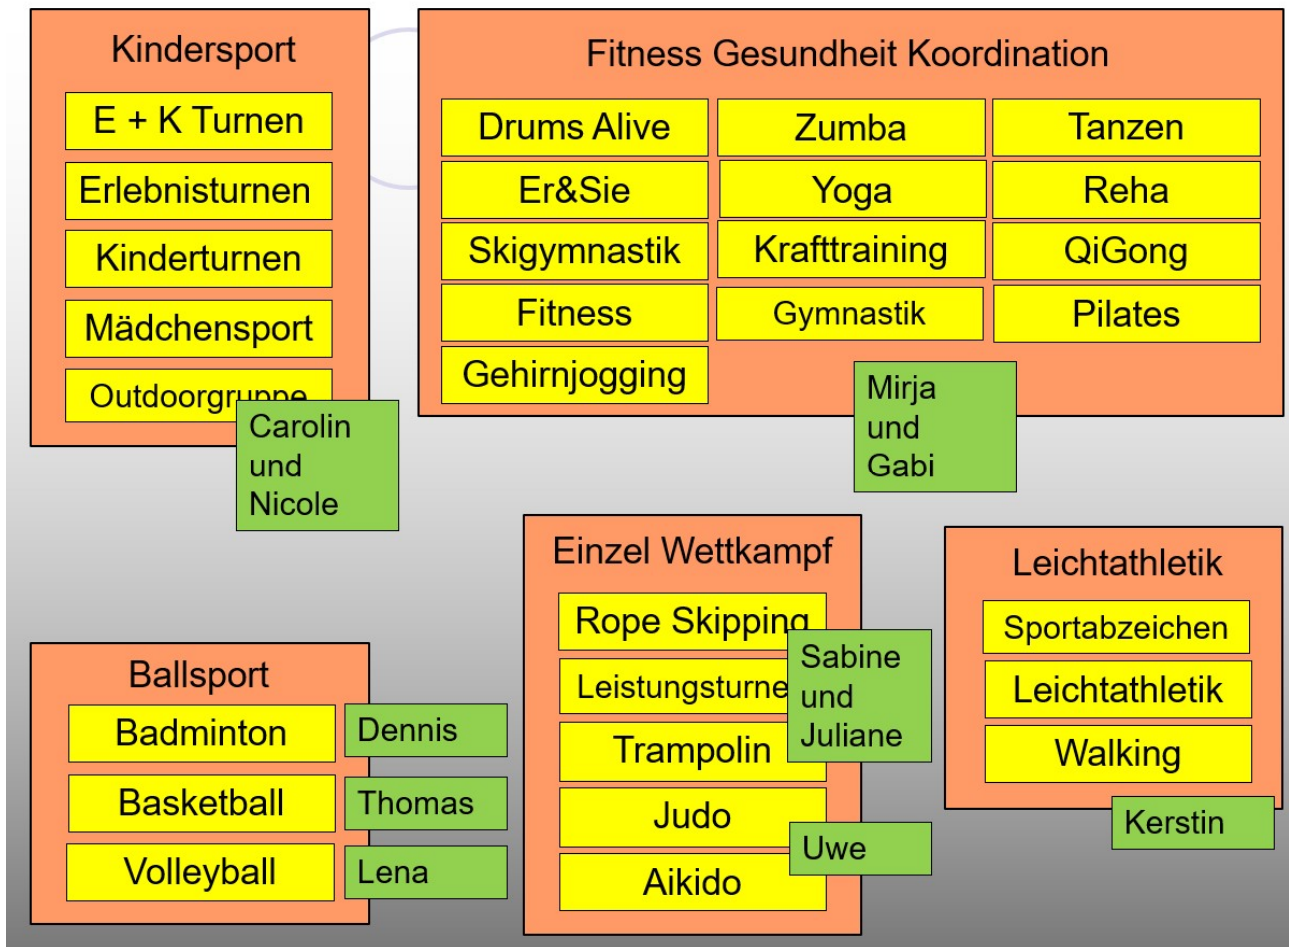 Kindersport
E + K Turnen
Erlebnisturnen
Kinderturnen
Mädchensport
Outdoorgruppe
Carolin
und
Nicole
Fitness Gesundheit Koordination
Drums Alive
Zumba
Tanzen
Er&Sie
Yoga
Reha
Skigymnastik
Krafttraining
QiGong
Fitness
Gymnastik
Pilates
Gehirnjogging
Mirja
und
Gabi
Ballsport
Badminton
Dennis
Basketball
Thomas
Volleyball
Lena
Einzel Wettkampf
Rope Skipping
Leistungsturne
Trampolin
Sabine
und
Juliane
Judo
Aikido
Uwe
Leichtathletik
Sportabzeichen
Leichtathletik
Walking
Kerstin